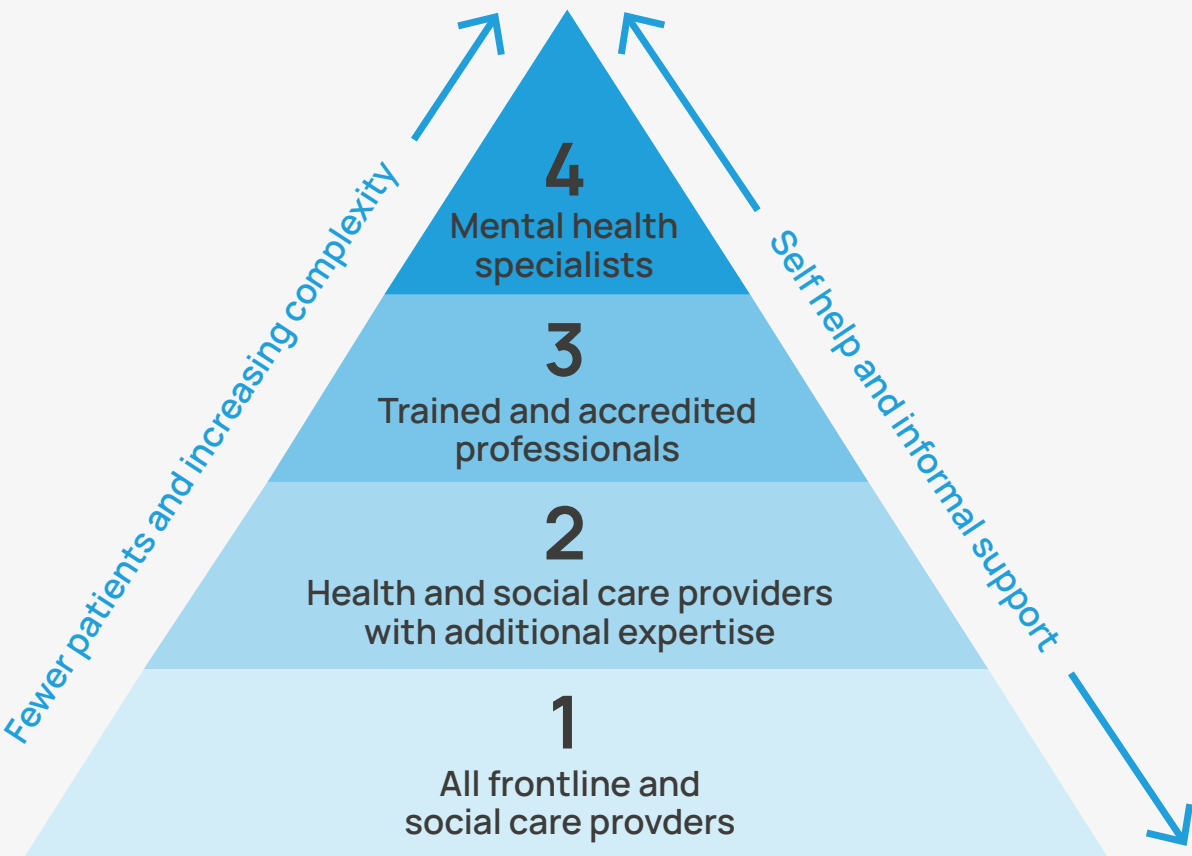 4
Mental health
specialists
3
Trained and accredited
professionals
2
Health and social care providers
with additional expertise
1
All frontline and
social care provders
Fewer patients and increasing complexity
Self help and informal support